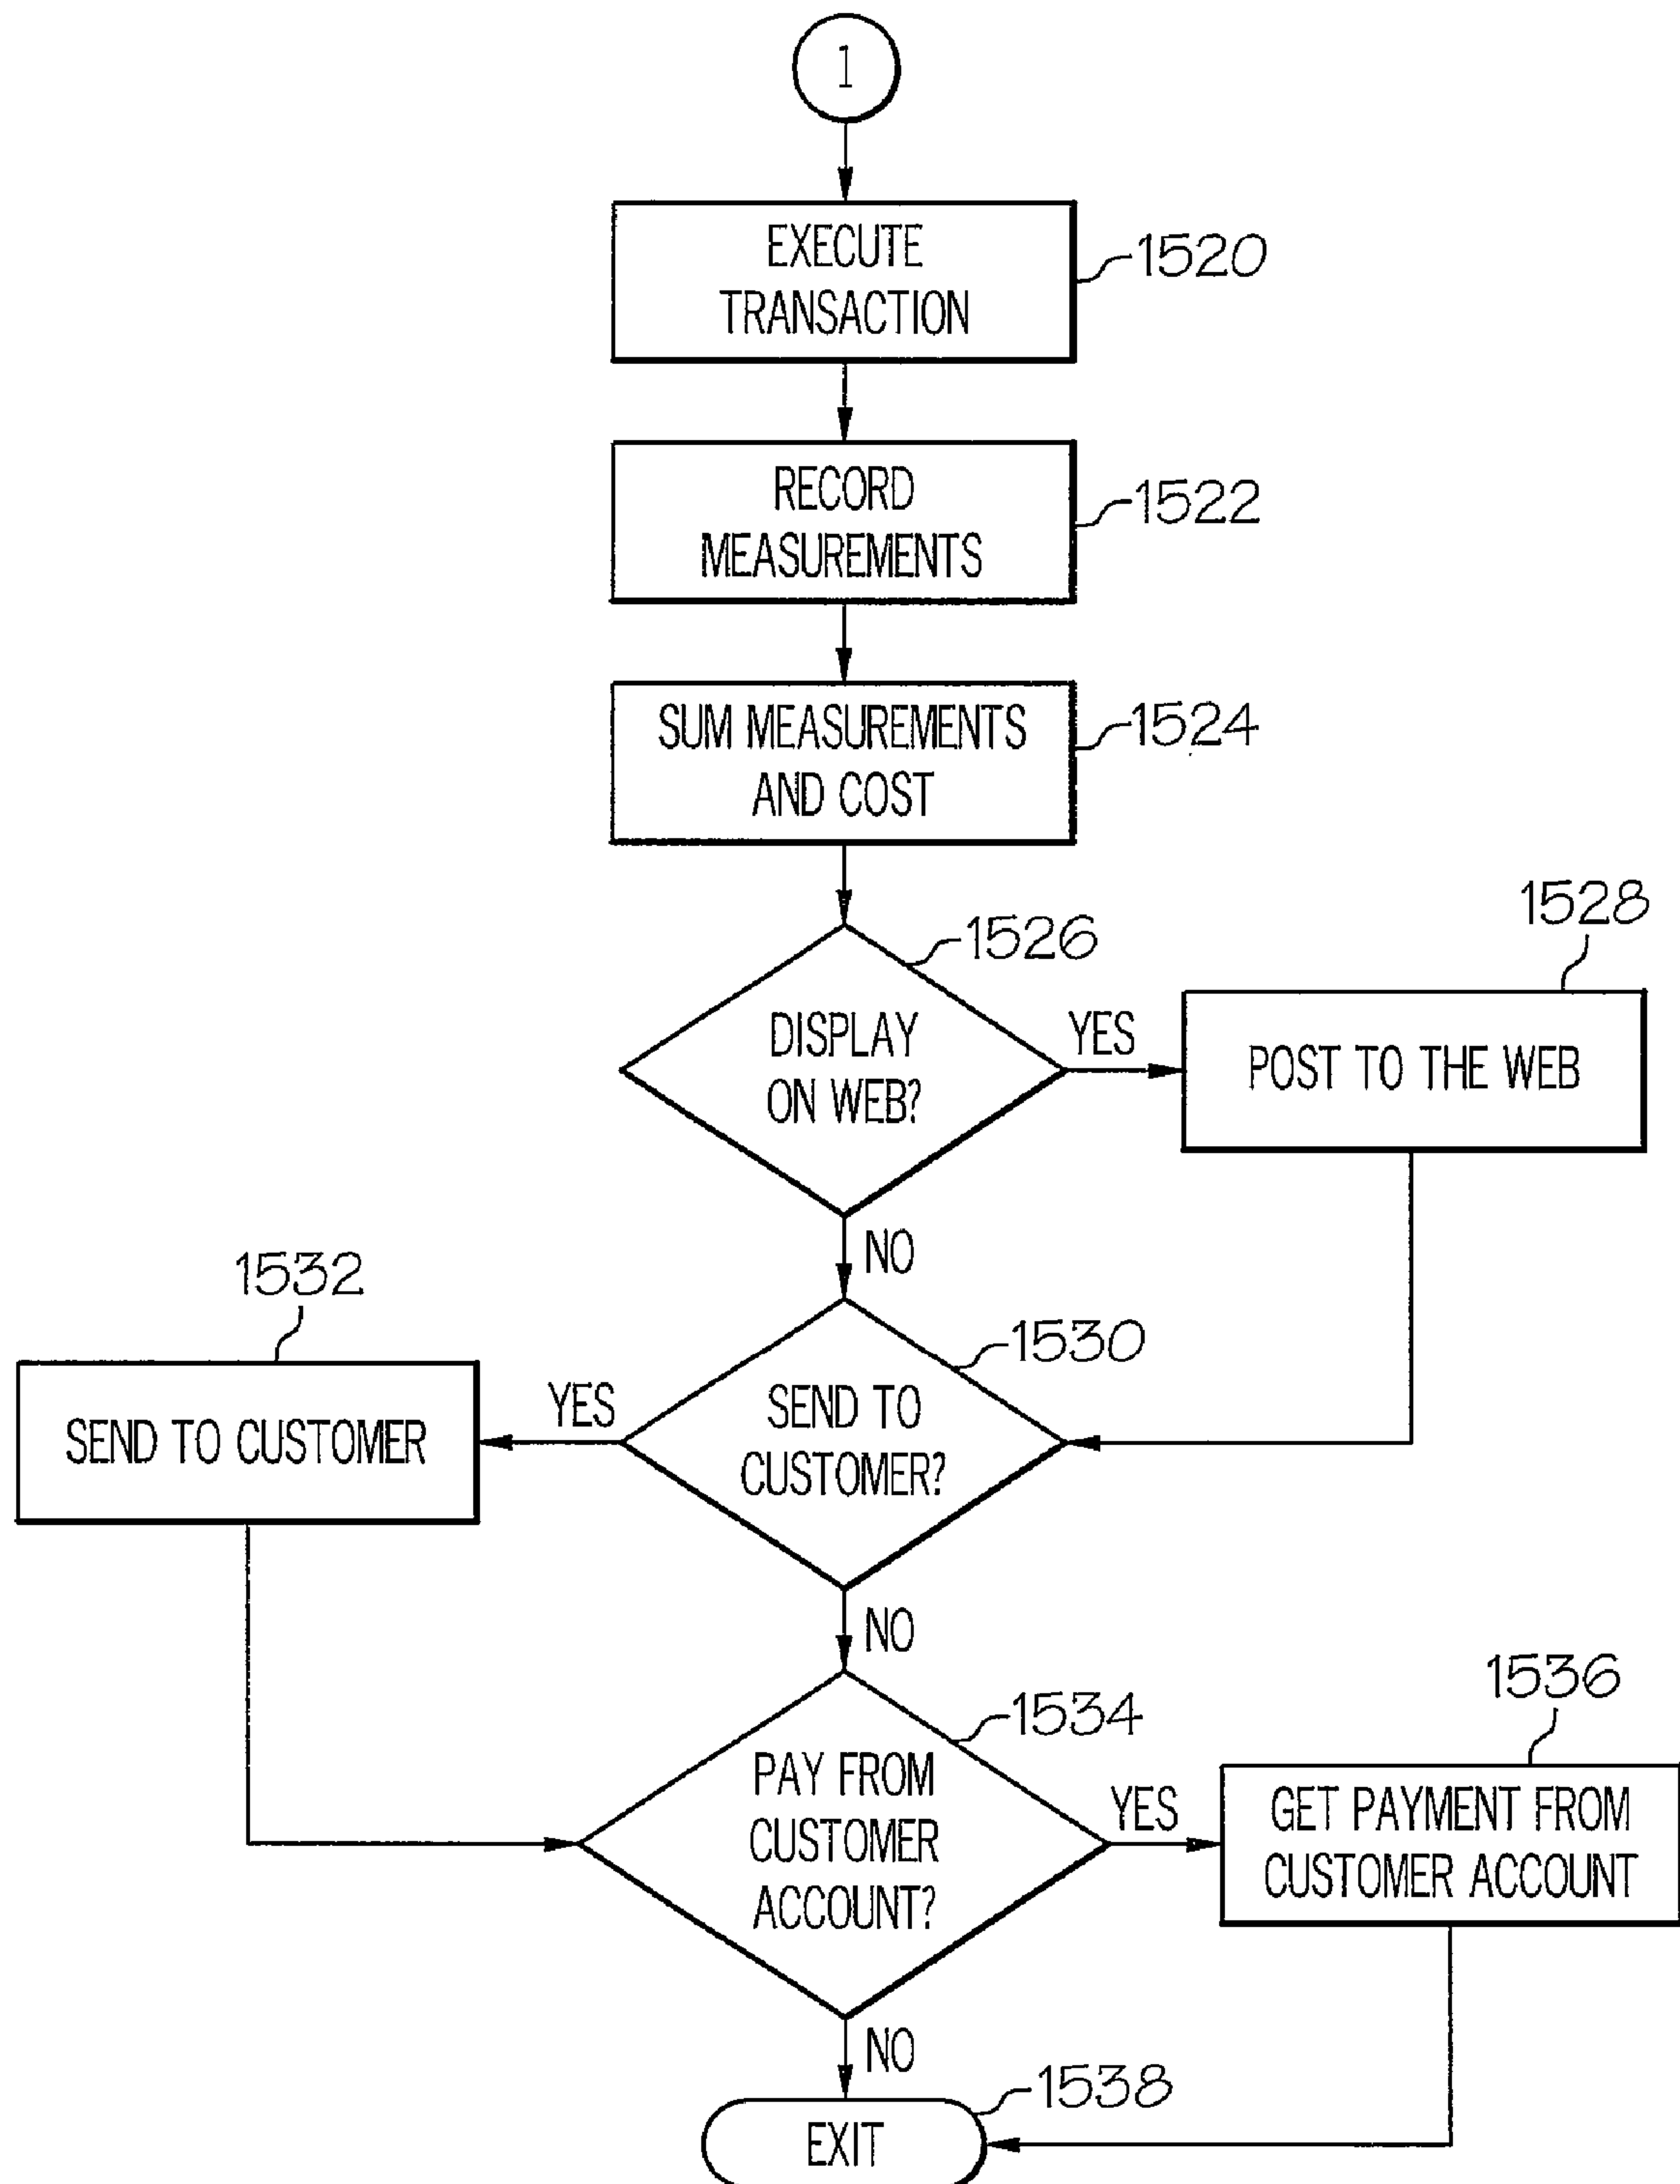 1
EXECUTE
TRANSACTION
1520
RECORD
MEASUREMENTS
1522
SUM MEASUREMENTS
AND COST
1524
1526
DISPLAY
ON WEB?
YES
1528
POST TO THE WEB
NO
1530
SEND TO
CUSTOMER?
YES
1532
SEND TO CUSTOMER
NO
1534
PAY FROM
CUSTOMER
ACCOUNT?
YES
1536
GET PAYMENT FROM
CUSTOMER ACCOUNT
NO
1538
EXIT